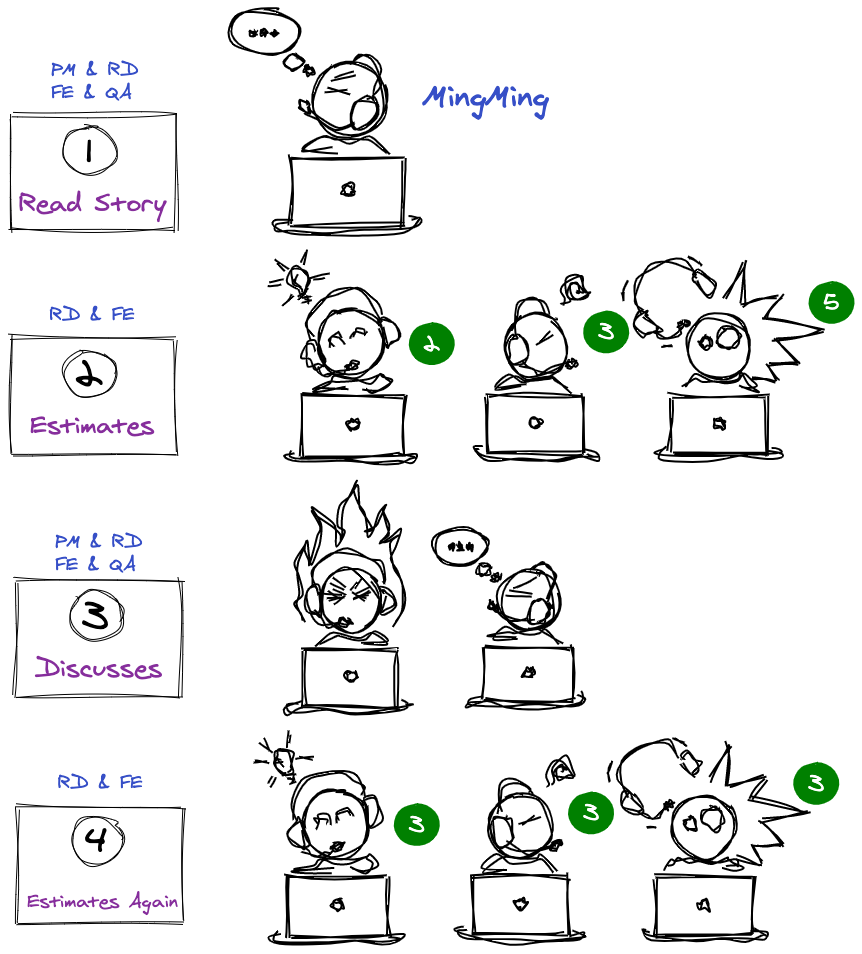 PM & RD
FE & QA
MingMing
1
Read Story
RD & FE
2
Estimates
2
3
5
PM & RD
FE & QA
3
Discusses
RD & FE
4
Estimates Again
3
3
3